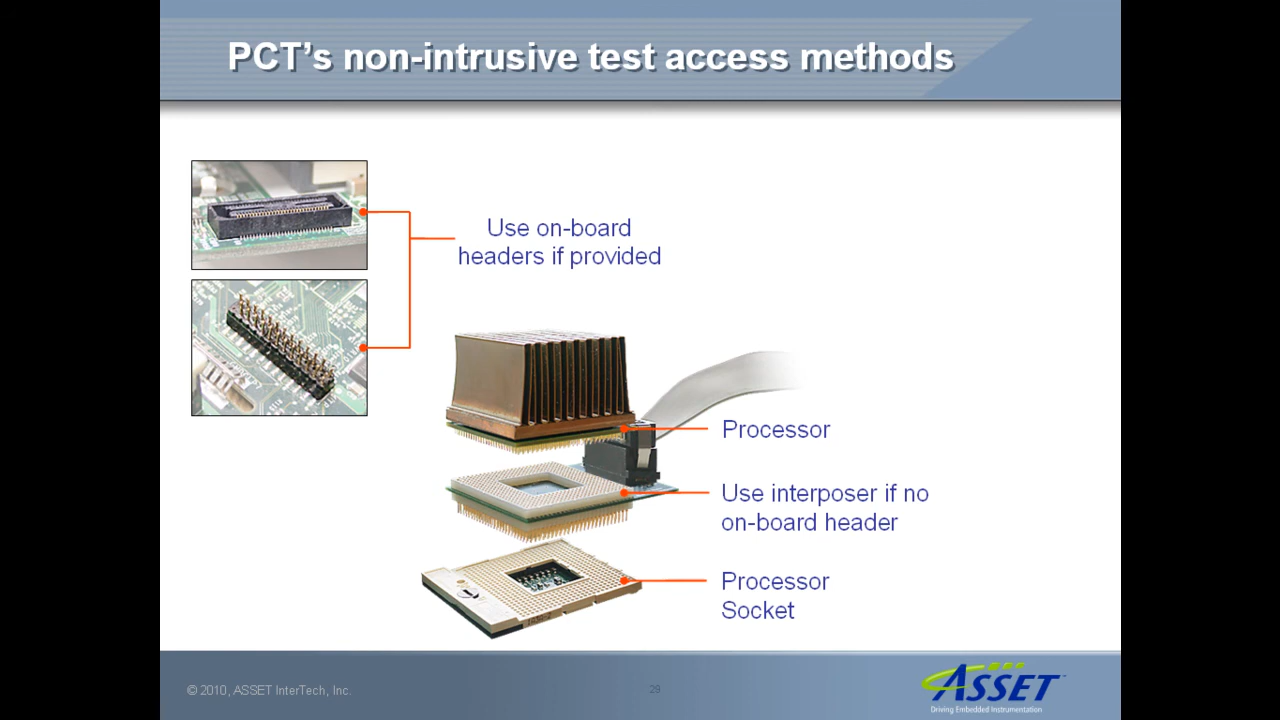 PCT's non-intrusive test access methods
Use on-board
headers if provided
Processor
Use interposer if no
on-board header
Processor
Socket
© 2010, ASSET InterTech, Inc.
29
ASSET
Driving Embedded Instrumentation